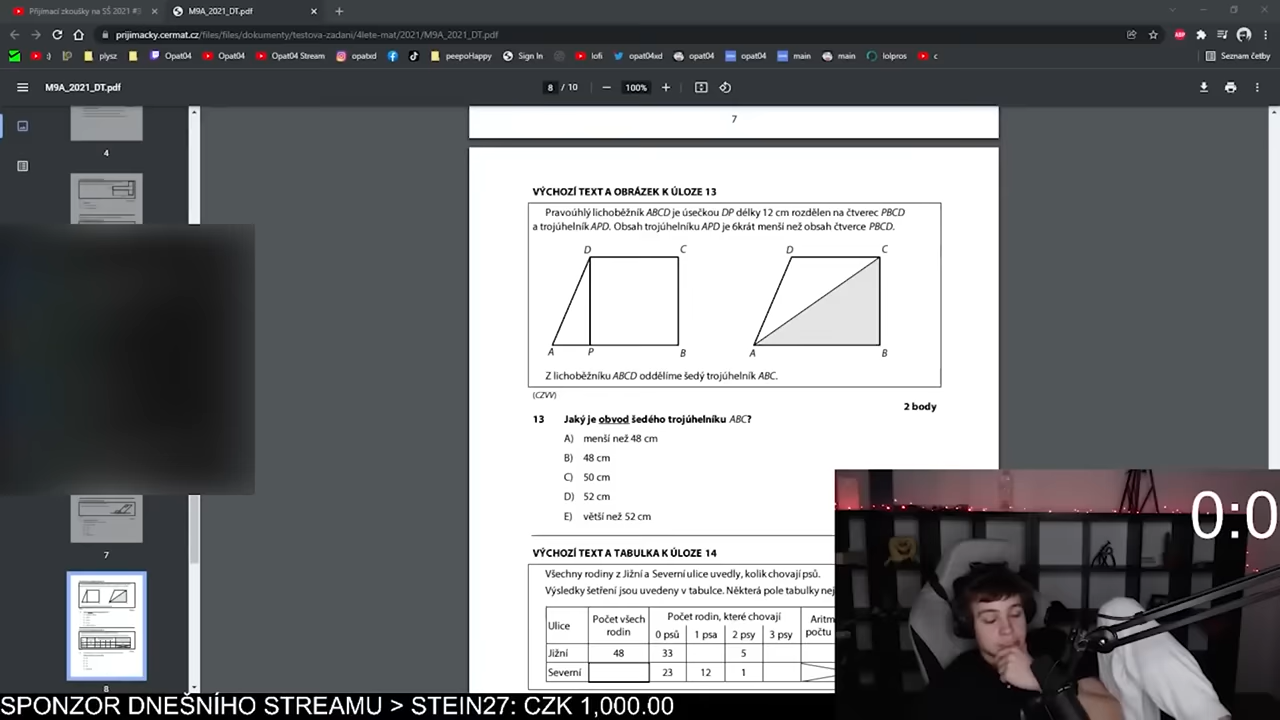 Přijímací zkoušky na SŠ 2021 #3
M9A_2021_DT.pdf
prijimacky.cermat.cz/files/files/dokumenty/testova-zadani/4lete-mat/2021/M9A_2021_DT.pdf
:) plysz Opat04 Opat04 Opat04 Stream opatxd peepoHappy Sign In lofi opat04xd opat04 opat04 main main lolpros c Seznam četby
M9A_2021_DT.pdf
8 / 10
100%
4
7
8
7
VÝCHOZÍ TEXT A OBRÁZEK K ÚLOZE 13
Pravoúhlý lichoběžník ABCD je úsečkou DP délky 12 cm rozdělen na čtverec PBCD
a trojúhelník APD. Obsah trojúhelníku APD je 6krát menší než obsah čtverce PBCD.
D C D C
A P B A B
Z lichoběžníku ABCD oddělíme šedý trojúhelník ABC.
(CZVV)
2 body
13 Jaký je obvod šedého trojúhelníku ABC?
A) menší než 48 cm
B) 48 cm
C) 50 cm
D) 52 cm
E) větší než 52 cm
VÝCHOZÍ TEXT A TABULKA K ÚLOZE 14
Všechny rodiny z Jižní a Severní ulice uvedly, kolik chovají psů.
Výsledky šetření jsou uvedeny v tabulce. Některá pole tabulky nej
Ulice Počet všech rodin Počet rodin, které chovají Aritm
počtu
0 psů 1 psa 2 psy 3 psy
Jižní 48 33 5
Severní 23 12 1
0:0
SPONZOR DNEŠNÍHO STREAMU > STEIN27: CZK 1,000.00